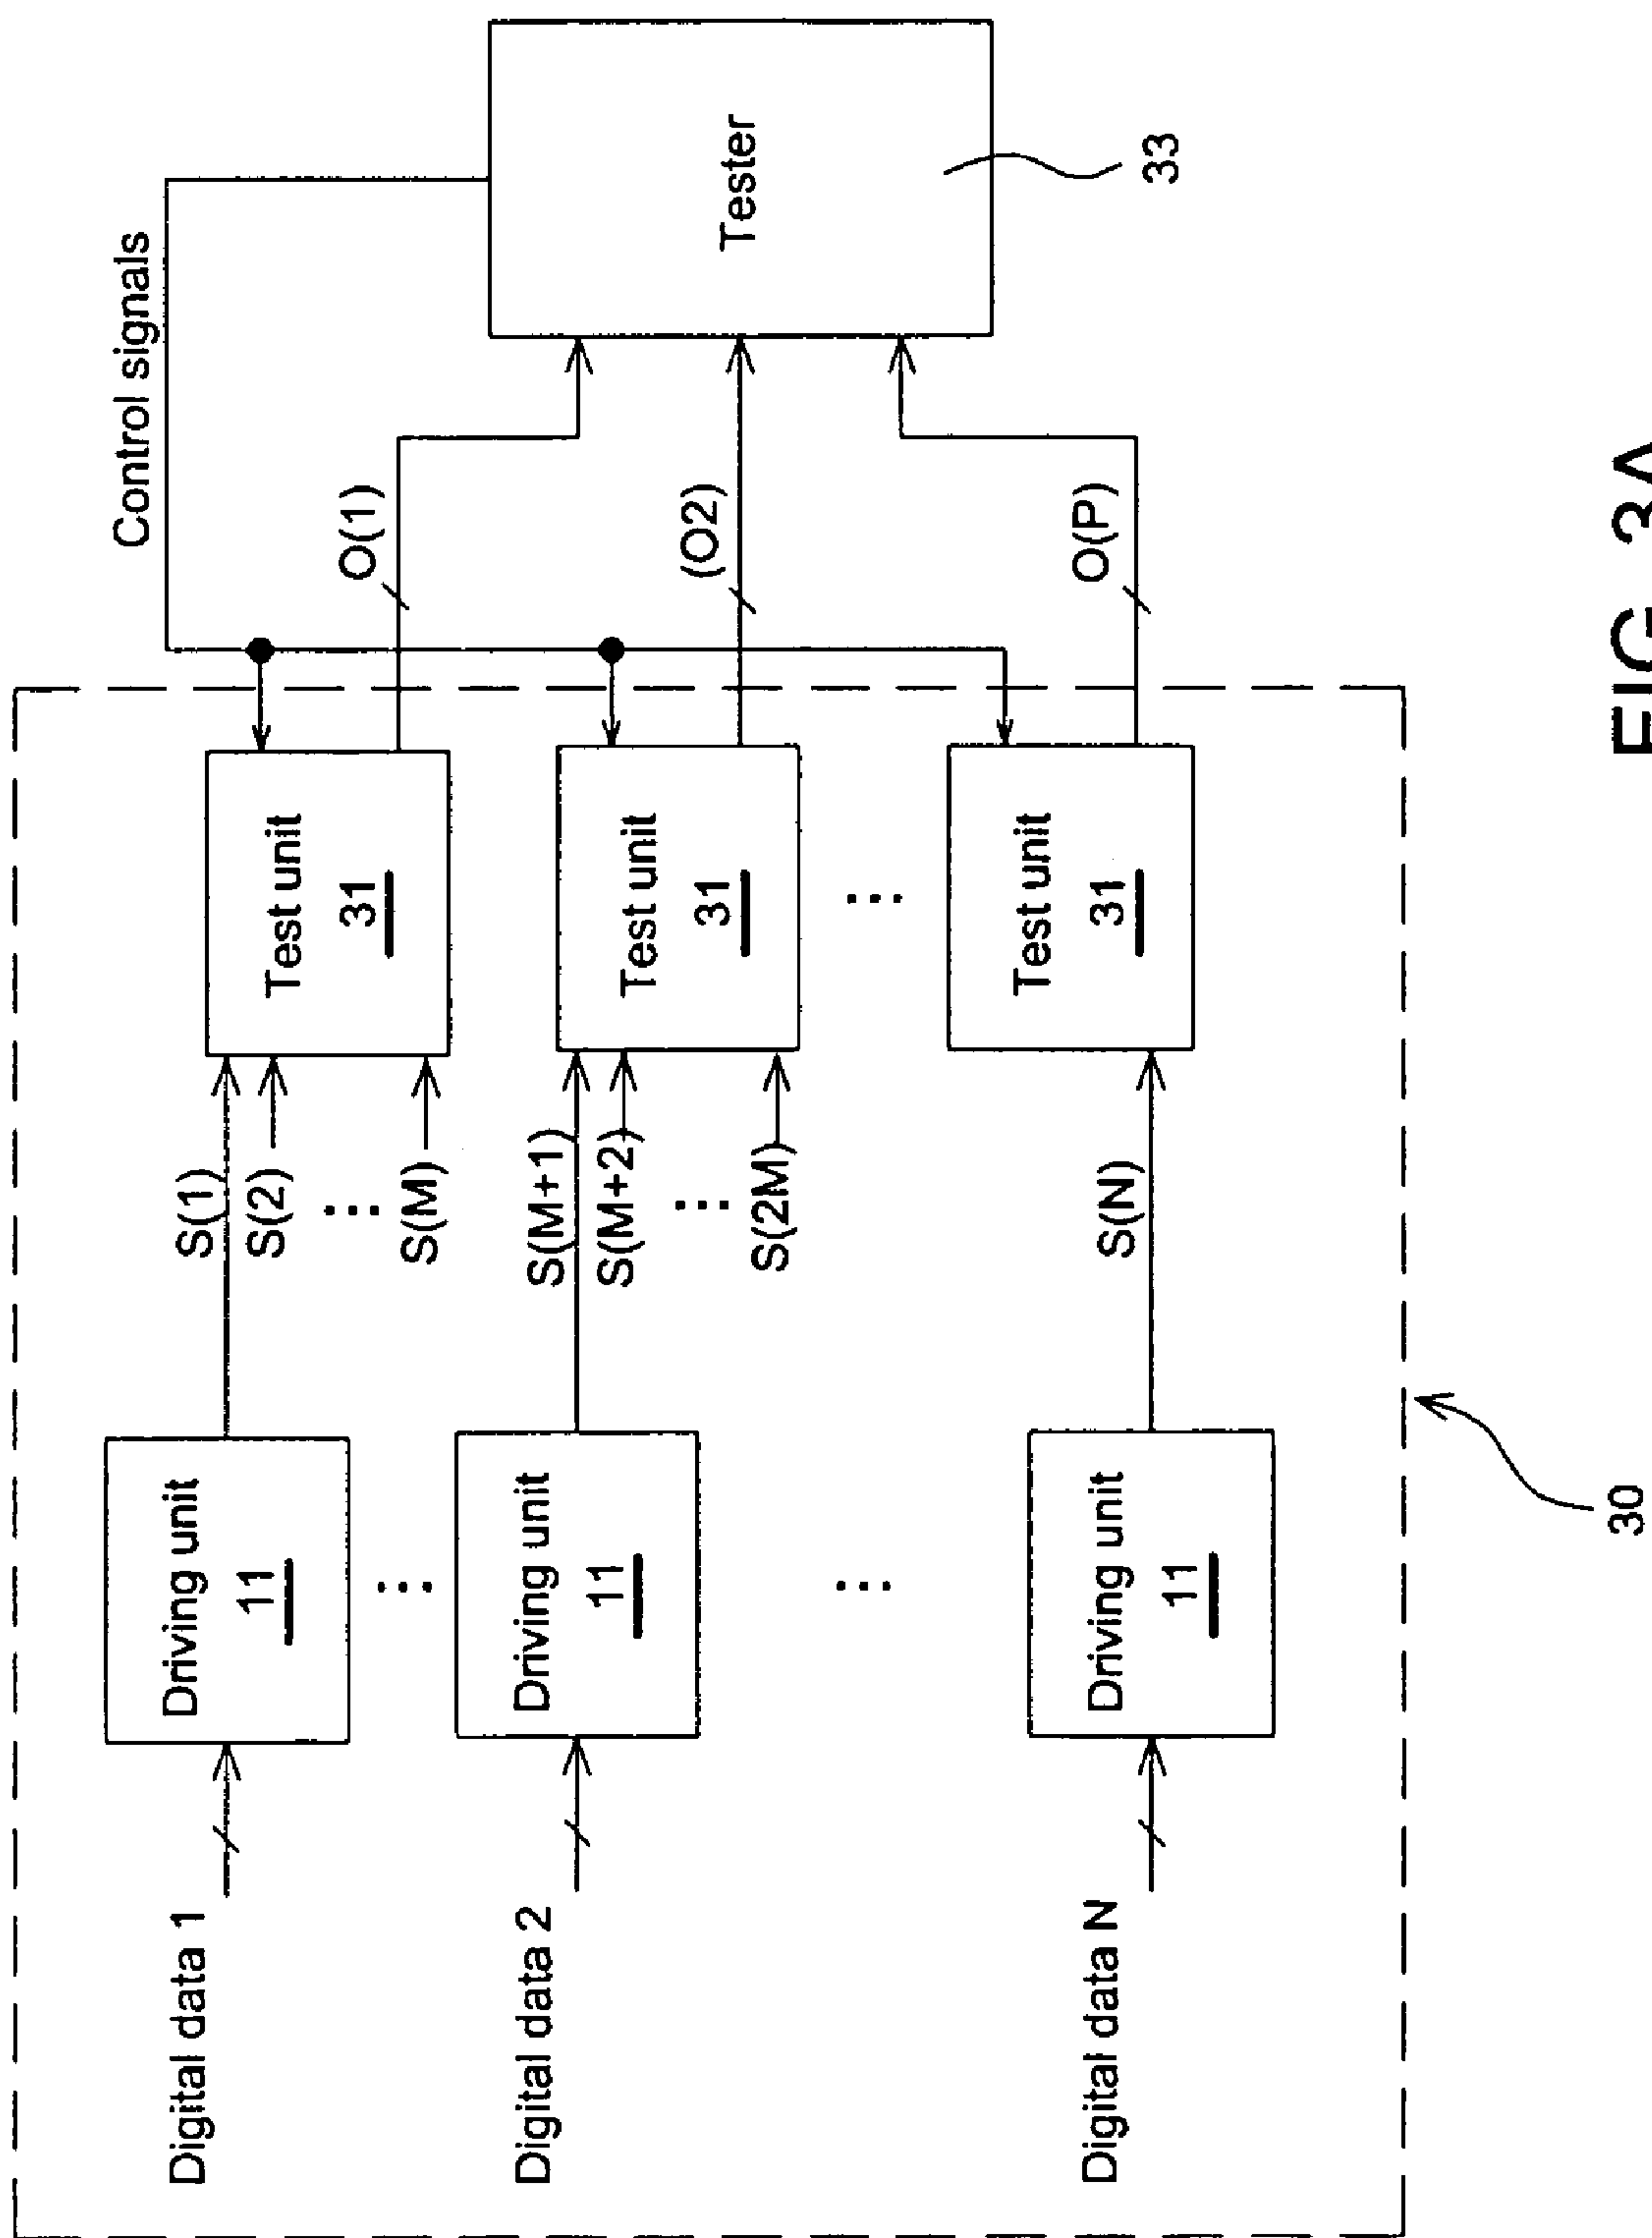 Control signals
Digital data 1
Driving unit
11
S(1)
S(2)
⋮
S(M)
Test unit
31
O(1)
Digital data 2
Driving unit
11
S(M+1)
S(M+2)
⋮
S(2M)
Test unit
31
(O2)
Tester
33
Digital data N
Driving unit
11
S(N)
Test unit
31
O(P)
30
FIG. 3A